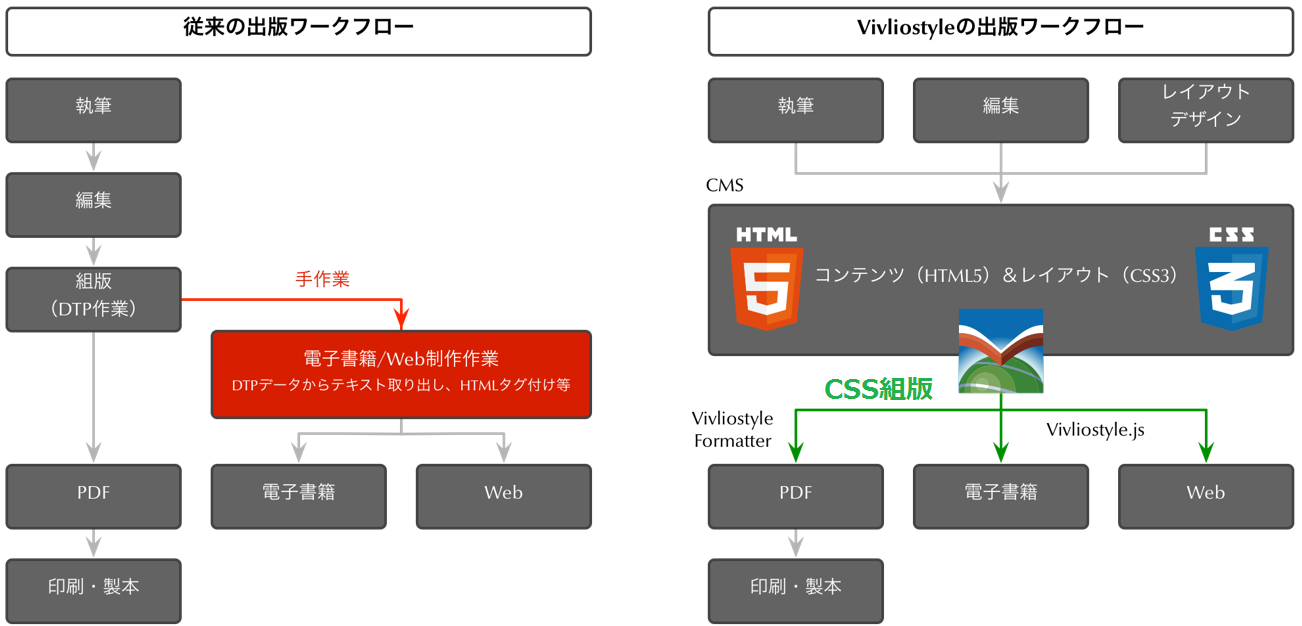 従来の出版ワークフロー
執筆
編集
組版
（DTP作業）
手作業
電子書籍/Web制作作業
DTPデータからテキスト取り出し、HTMLタグ付け等
PDF
電子書籍
Web
印刷・製本
Vivliostyleの出版ワークフロー
執筆
編集
レイアウト
デザイン
CMS
HTML
5
コンテンツ（HTML5）＆レイアウト（CSS3）
CSS
3
CSS組版
Vivliostyle
Formatter
Vivliostyle.js
PDF
電子書籍
Web
印刷・製本